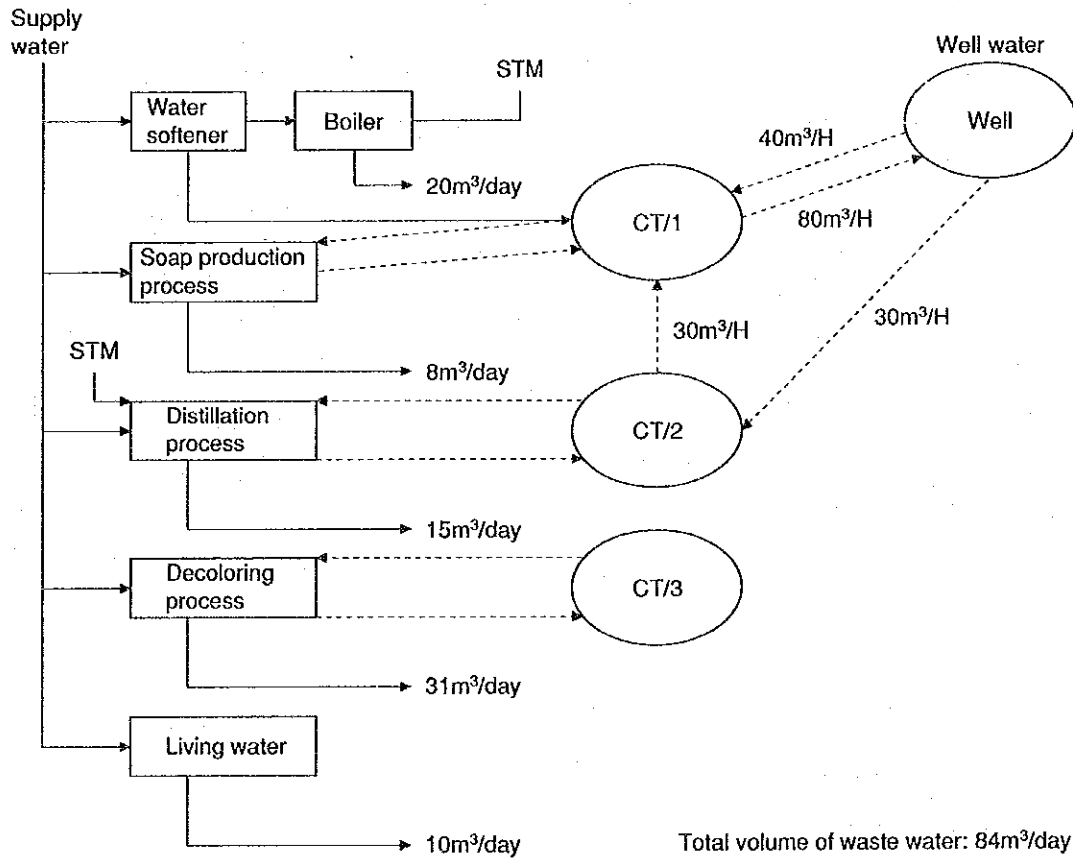 Supply
water
Well water
STM
Water
softener
Boiler
Well
40m³/H
20m³/day
CT/1
80m³/H
Soap production
process
30m³/H
30m³/H
STM
8m³/day
Distillation
process
CT/2
15m³/day
Decoloring
process
CT/3
31m³/day
Living water
10m³/day
Total volume of waste water: 84m³/day